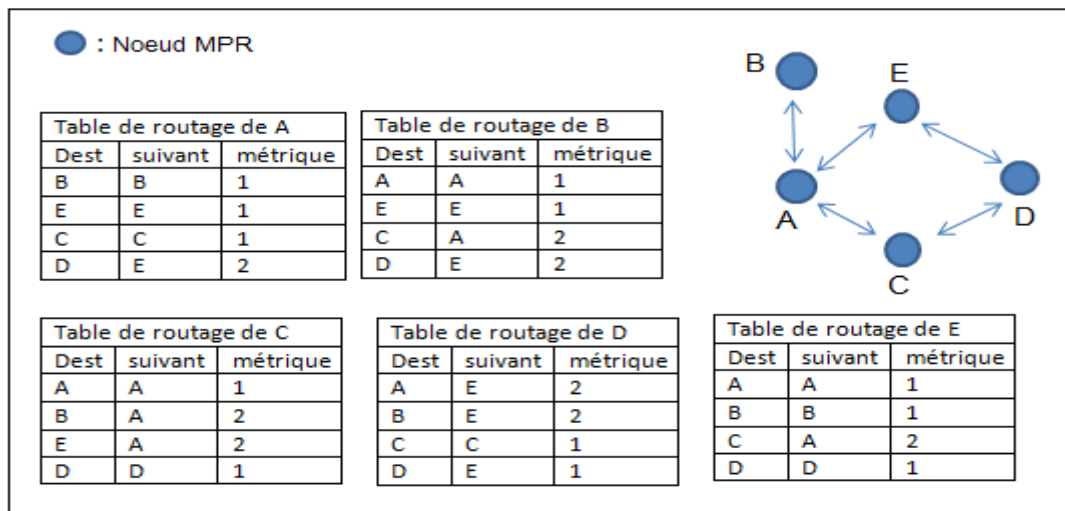 : Noeud MPR
B
E
A
D
C
Table de routage de A
Dest suivant métrique
B B 1
E E 1
C C 1
D E 2
Table de routage de B
Dest suivant métrique
A A 1
E E 1
C A 2
D E 2
Table de routage de C
Dest suivant métrique
A A 1
B A 2
E A 2
D D 1
Table de routage de D
Dest suivant métrique
A E 2
B E 2
C C 1
D E 1
Table de routage de E
Dest suivant métrique
A A 1
B B 1
C A 2
D D 1